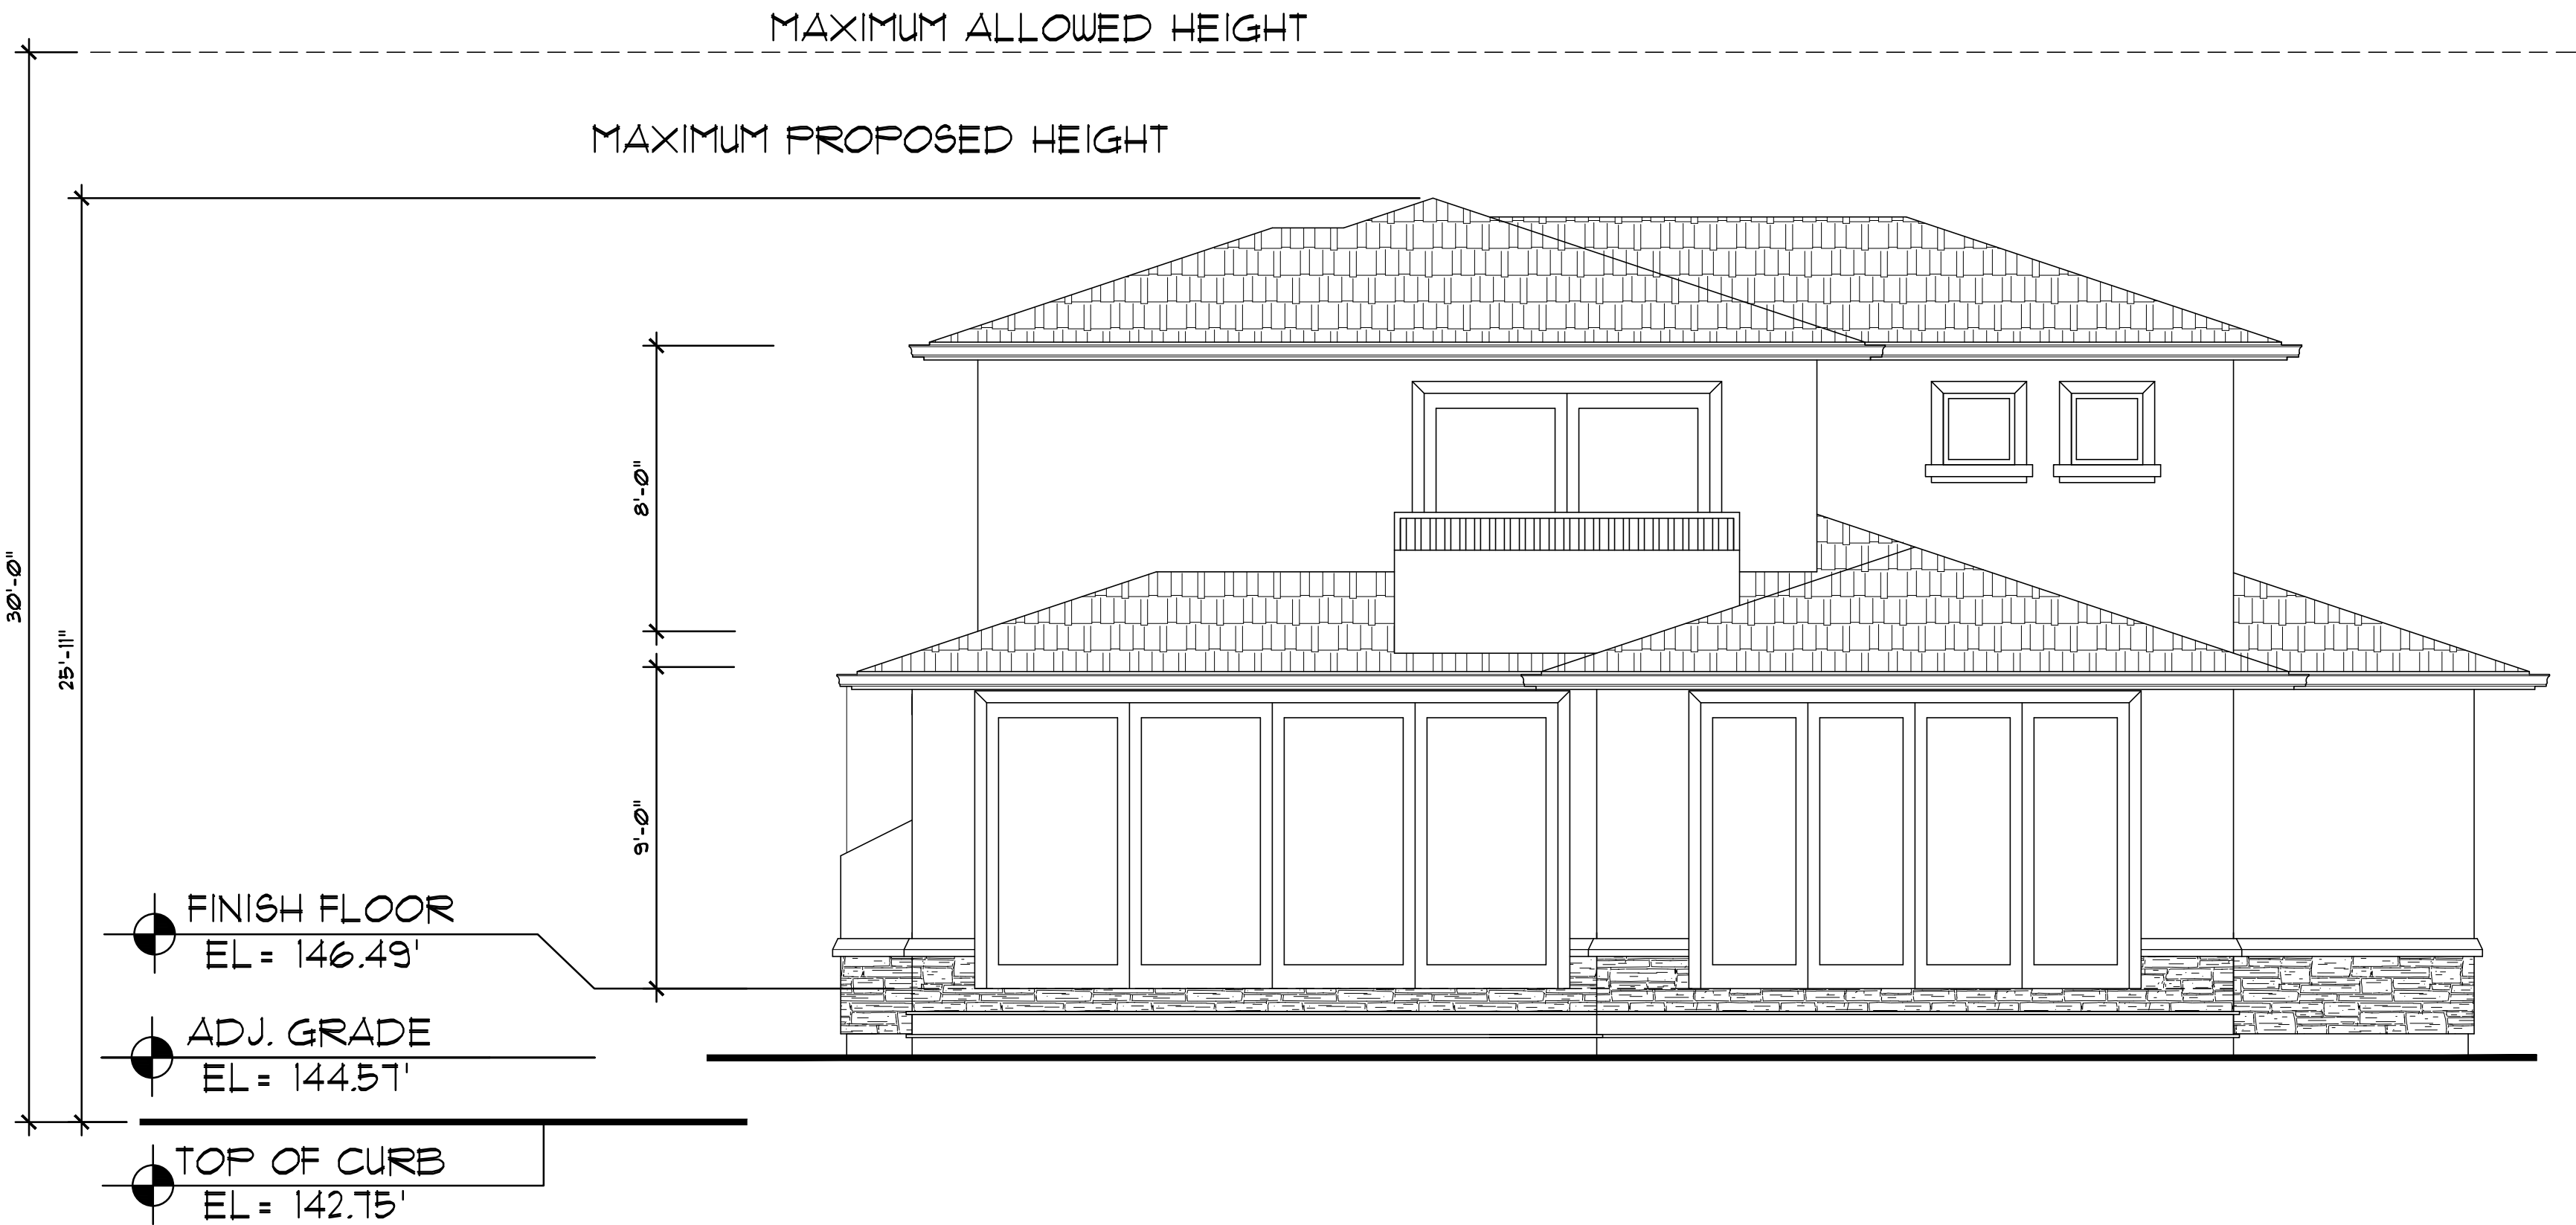 MAXIMUM ALLOWED HEIGHT
MAXIMUM PROPOSED HEIGHT
30'-0"
25'-11"
8'-0"
9'-0"
FINISH FLOOR
EL= 146.49'
ADJ. GRADE
EL= 144.57'
TOP OF CURB
EL= 142.75'